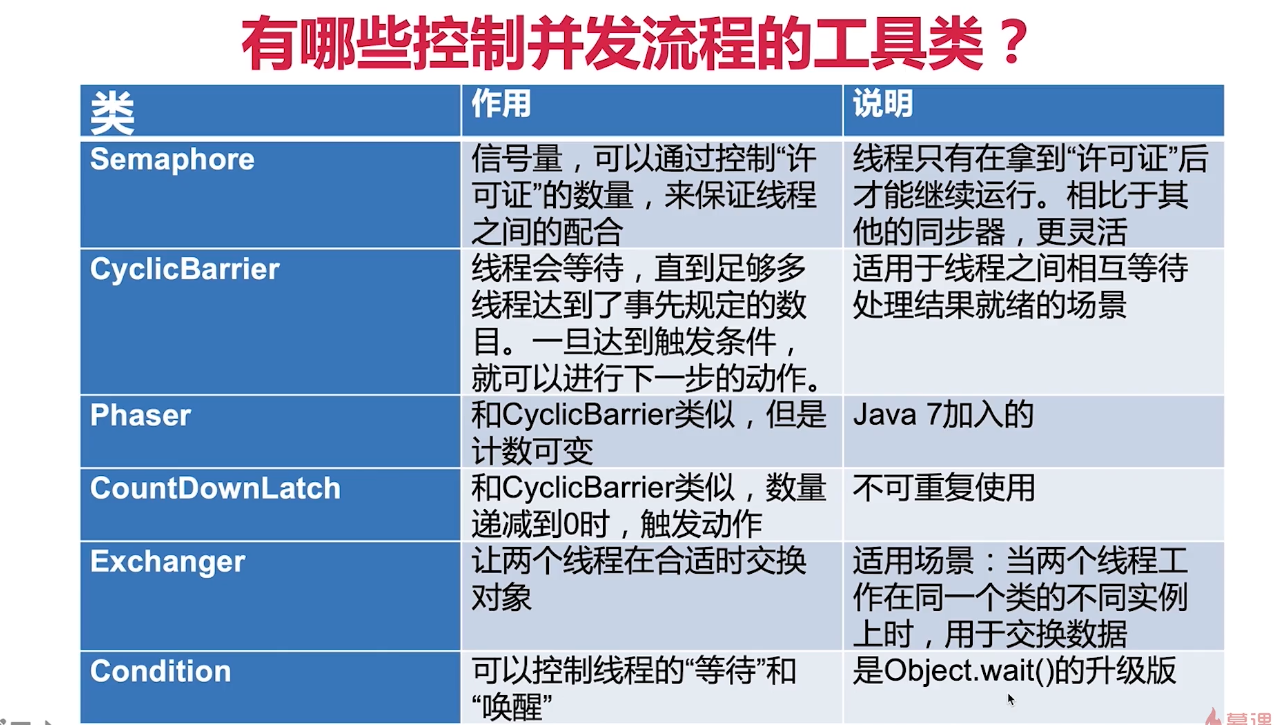 有哪些控制并发流程的工具类？
类
作用
说明
Semaphore
信号量，可以通过控制“许
可证”的数量，来保证线程
之间的配合
线程只有在拿到“许可证”后
才能继续运行。相比于其
他的同步器，更灵活
CyclicBarrier
线程会等待，直到足够多
线程达到了事先规定的数
目。一旦达到触发条件，
就可以进行下一步的动作。
适用于线程之间相互等待
处理结果就绪的场景
Phaser
和CyclicBarrier类似，但是
计数可变
Java 7加入的
CountDownLatch
和CyclicBarrier类似，数量
递减到0时，触发动作
不可重复使用
Exchanger
让两个线程在合适时交换
对象
适用场景：当两个线程工
作在同一个类的不同实例
上时，用于交换数据
Condition
可以控制线程的“等待”和
“唤醒”
是Object.wait()的升级版